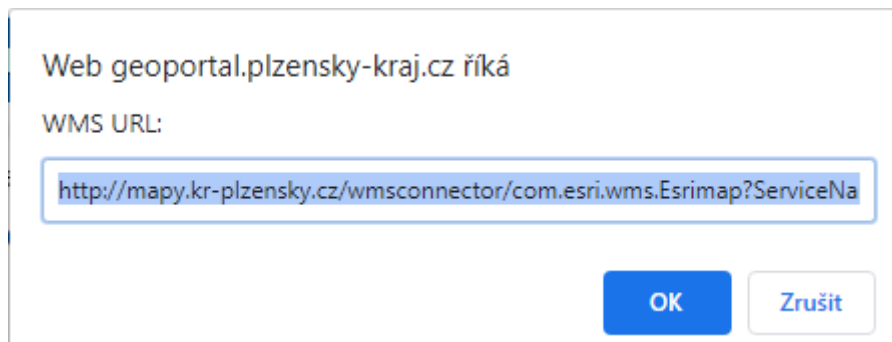 Web geoportal.plzensky-kraj.cz říká
WMS URL:
http://mapy.kr-plzensky.cz/wmsconnector/com.esri.wms.Esrimap?ServiceNa
OK
Zrušit